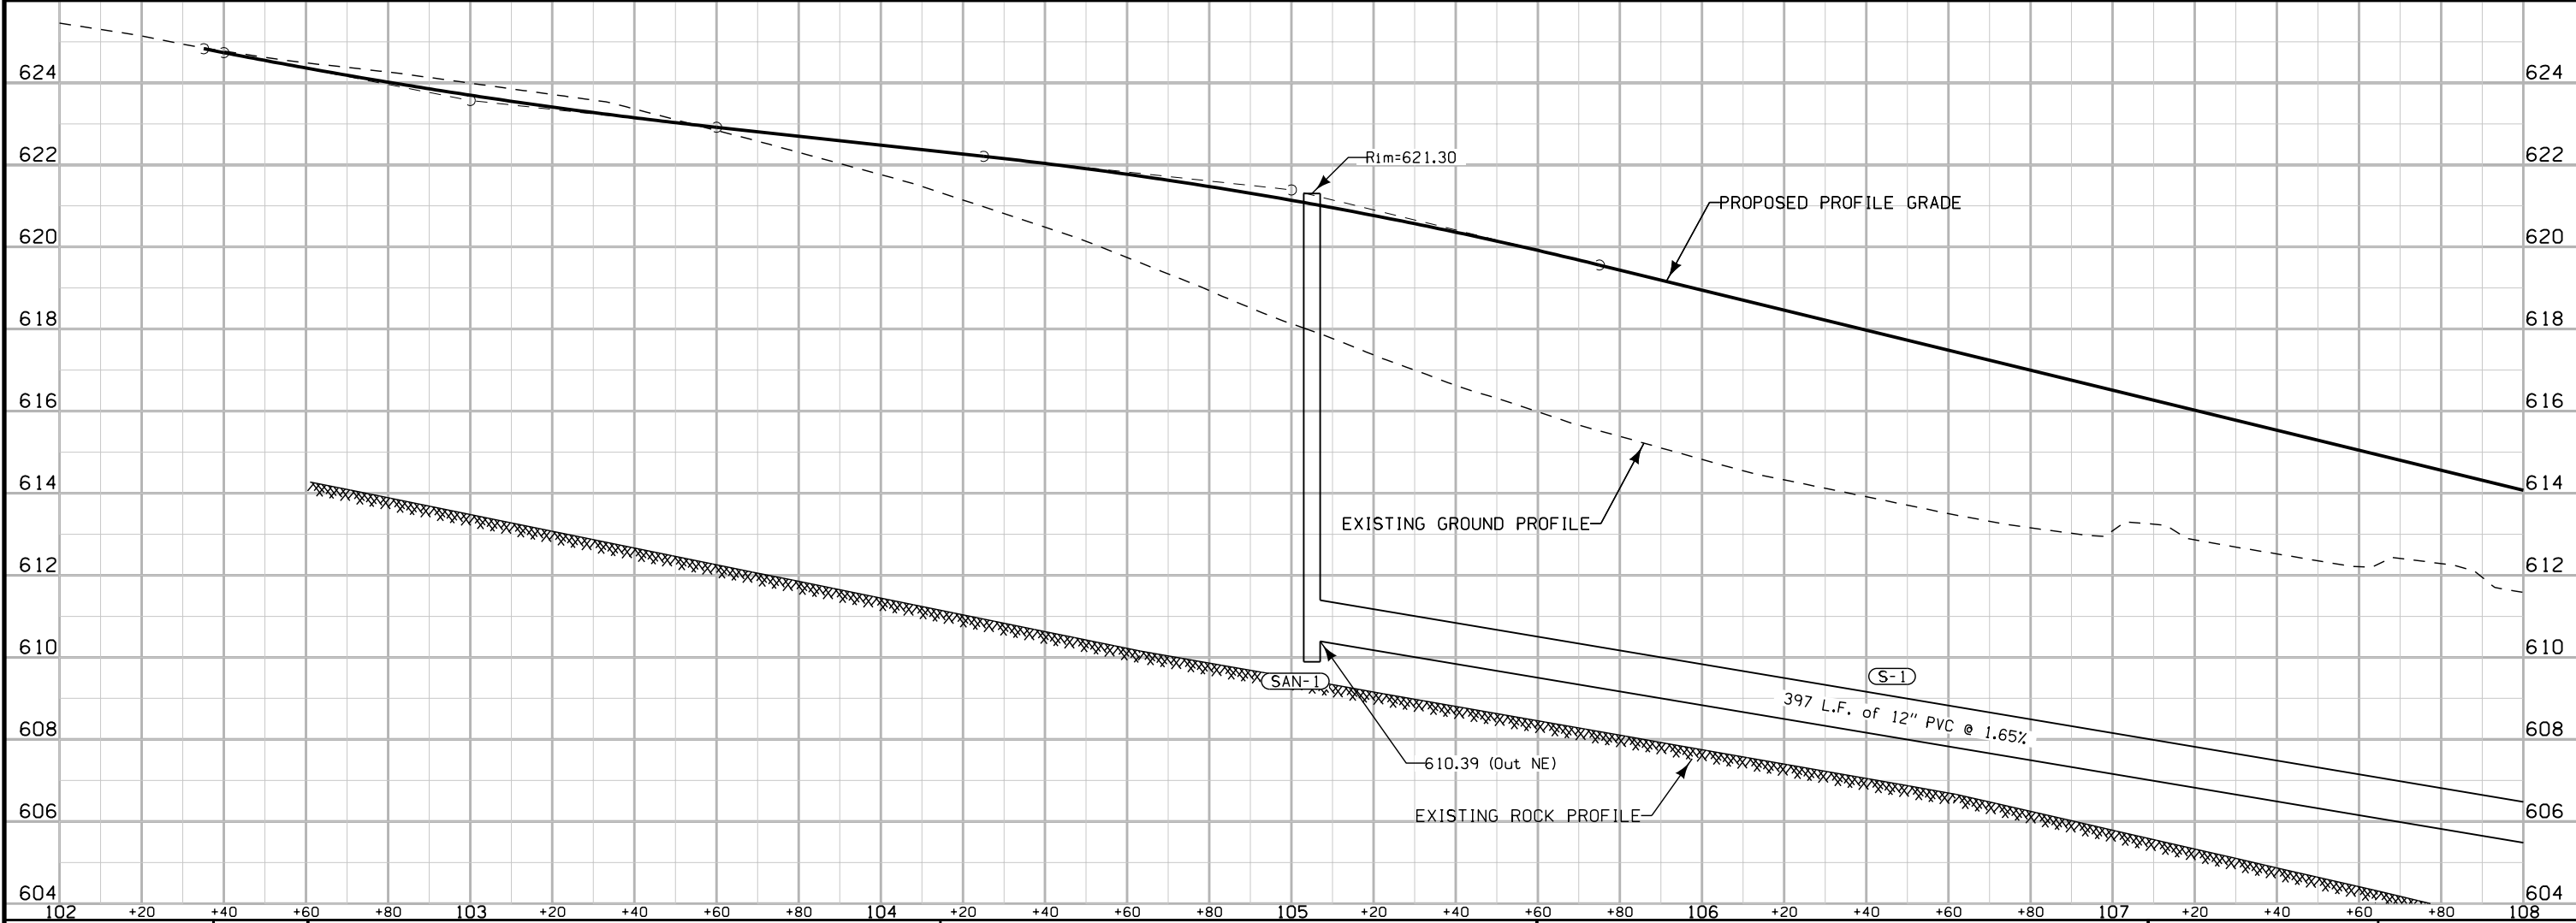 624 624
622 Rim=621.30 622
PROPOSED PROFILE GRADE
620 620
618 618
616 616
614 614
EXISTING GROUND PROFILE
612 612
610 610
SAN-1 S-1
397 L.F. of 12" PVC @ 1.65%
608 608
610.39 (Out NE)
606 EXISTING ROCK PROFILE 606
604 604
102 +20 +40 +60 +80 103 +20 +40 +60 +80 104 +20 +40 +60 +80 105 +20 +40 +60 +80 106 +20 +40 +60 +80 107 +20 +40 +60 +80 108